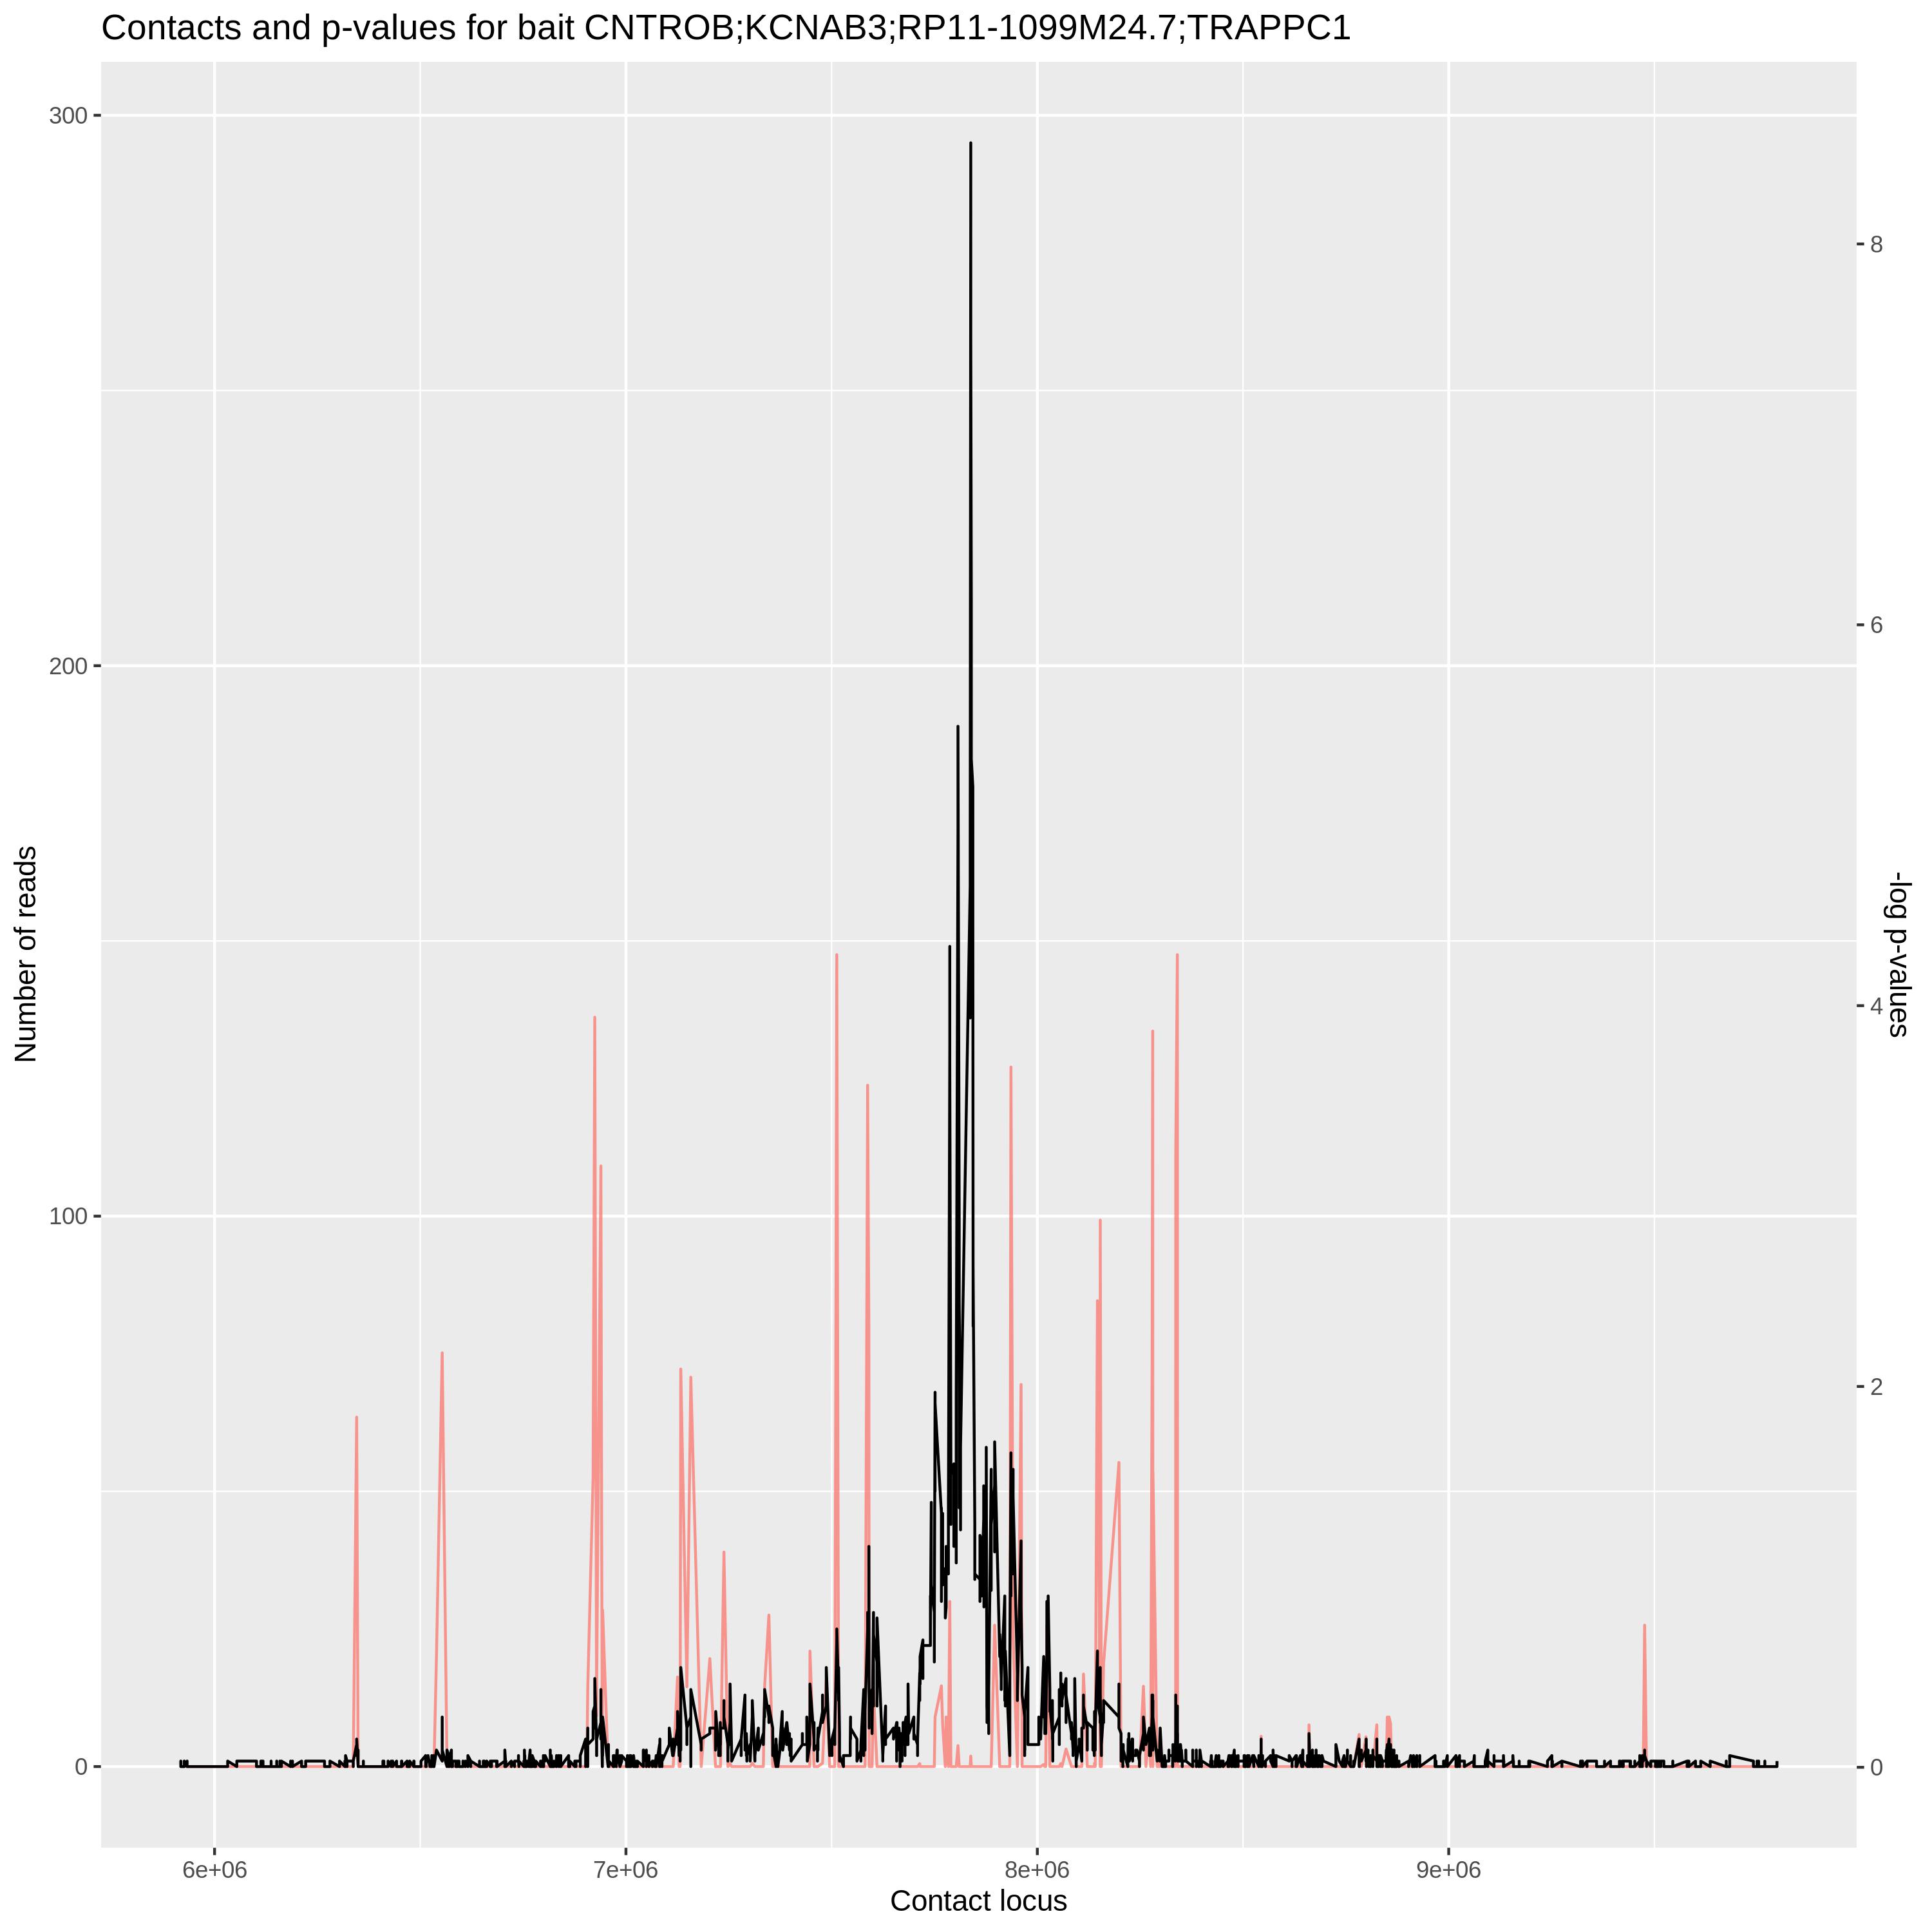 Contacts and p-values for bait CNTROB;KCNAB3;RP11-1099M24.7;TRAPPC1
300
200
100
0
Number of reads
8
6
4
2
0
-log p-values
6e+06
7e+06
8e+06
9e+06
Contact locus